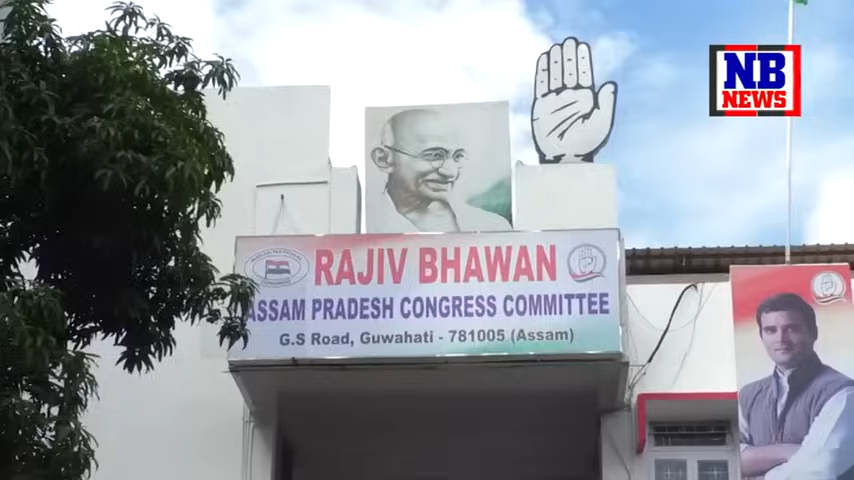 NB
NEWS
RAJIV BHAWAN
ASSAM PRADESH CONGRESS COMMITTEE
G.S Road, Guwahati - 781005 (Assam)